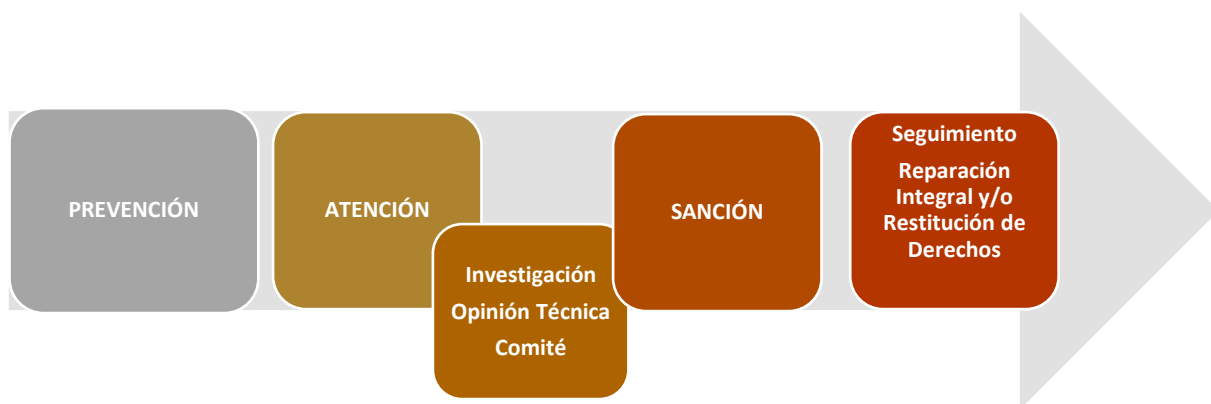 PREVENCIÓN
ATENCIÓN
Investigación
Opinión Técnica
Comité
SANCIÓN
Seguimiento
Reparación
Integral y/o
Restitución de
Derechos